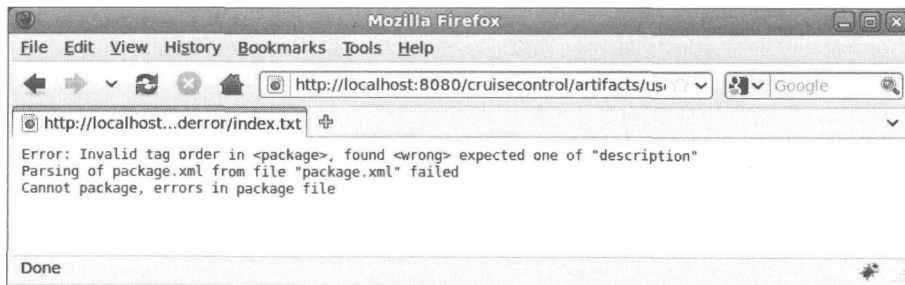 Mozilla Firefox
File Edit View History Bookmarks Tools Help
http://localhost:8080/cruisecontrol/artifacts/use
Google
http://localhost...derror/index.txt
Error: Invalid tag order in <package>, found <wrong> expected one of "description"
Parsing of package.xml from file "package.xml" failed
Cannot package, errors in package file
Done